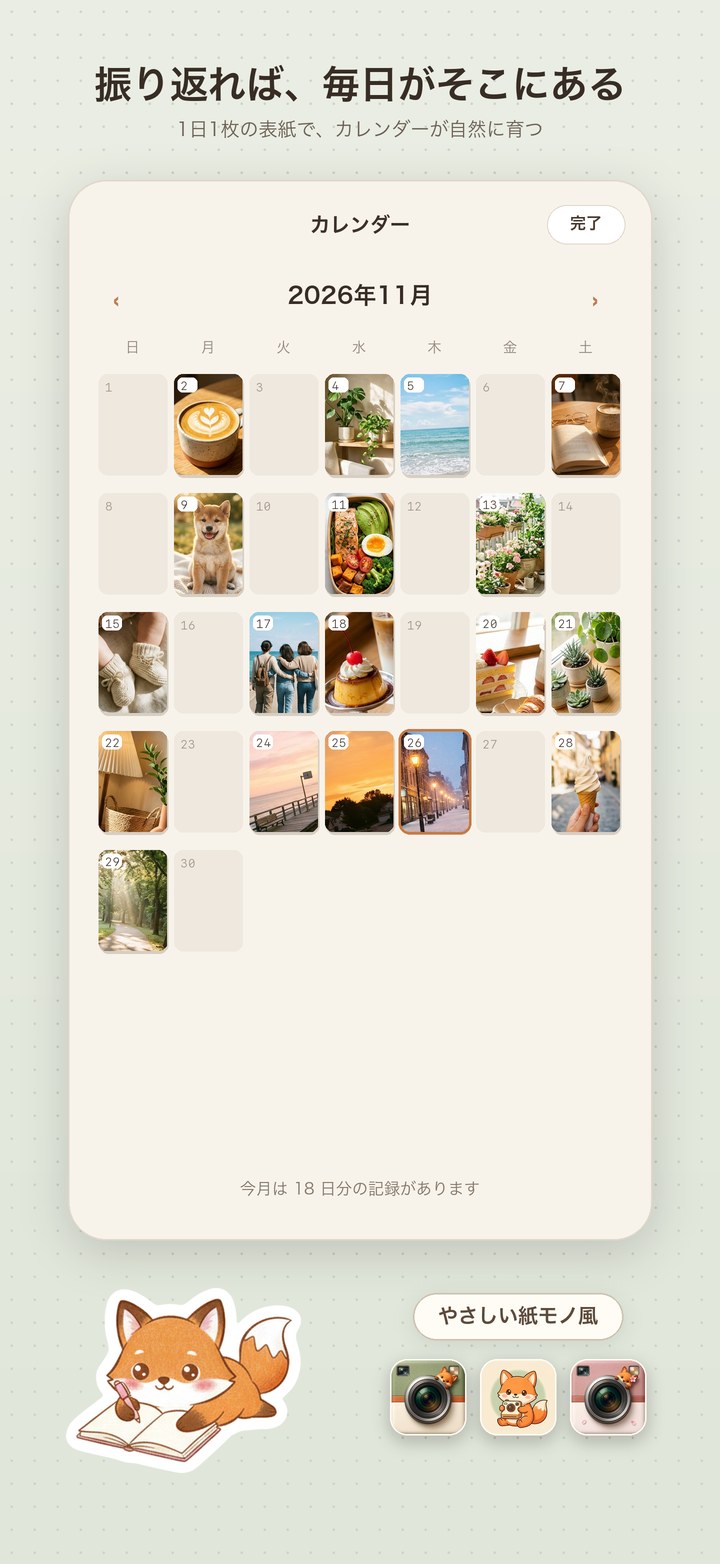 振り返れば、毎日がそこにある
1日1枚の表紙で、カレンダーが自然に育つ
カレンダー
完了
‹ 2026年11月 ›
日 月 火 水 木 金 土
1 2 3 4 5 6 7
8 9 10 11 12 13 14
15 16 17 18 19 20 21
22 23 24 25 26 27 28
29 30
今月は 18 日分の記録があります
やさしい紙モノ風